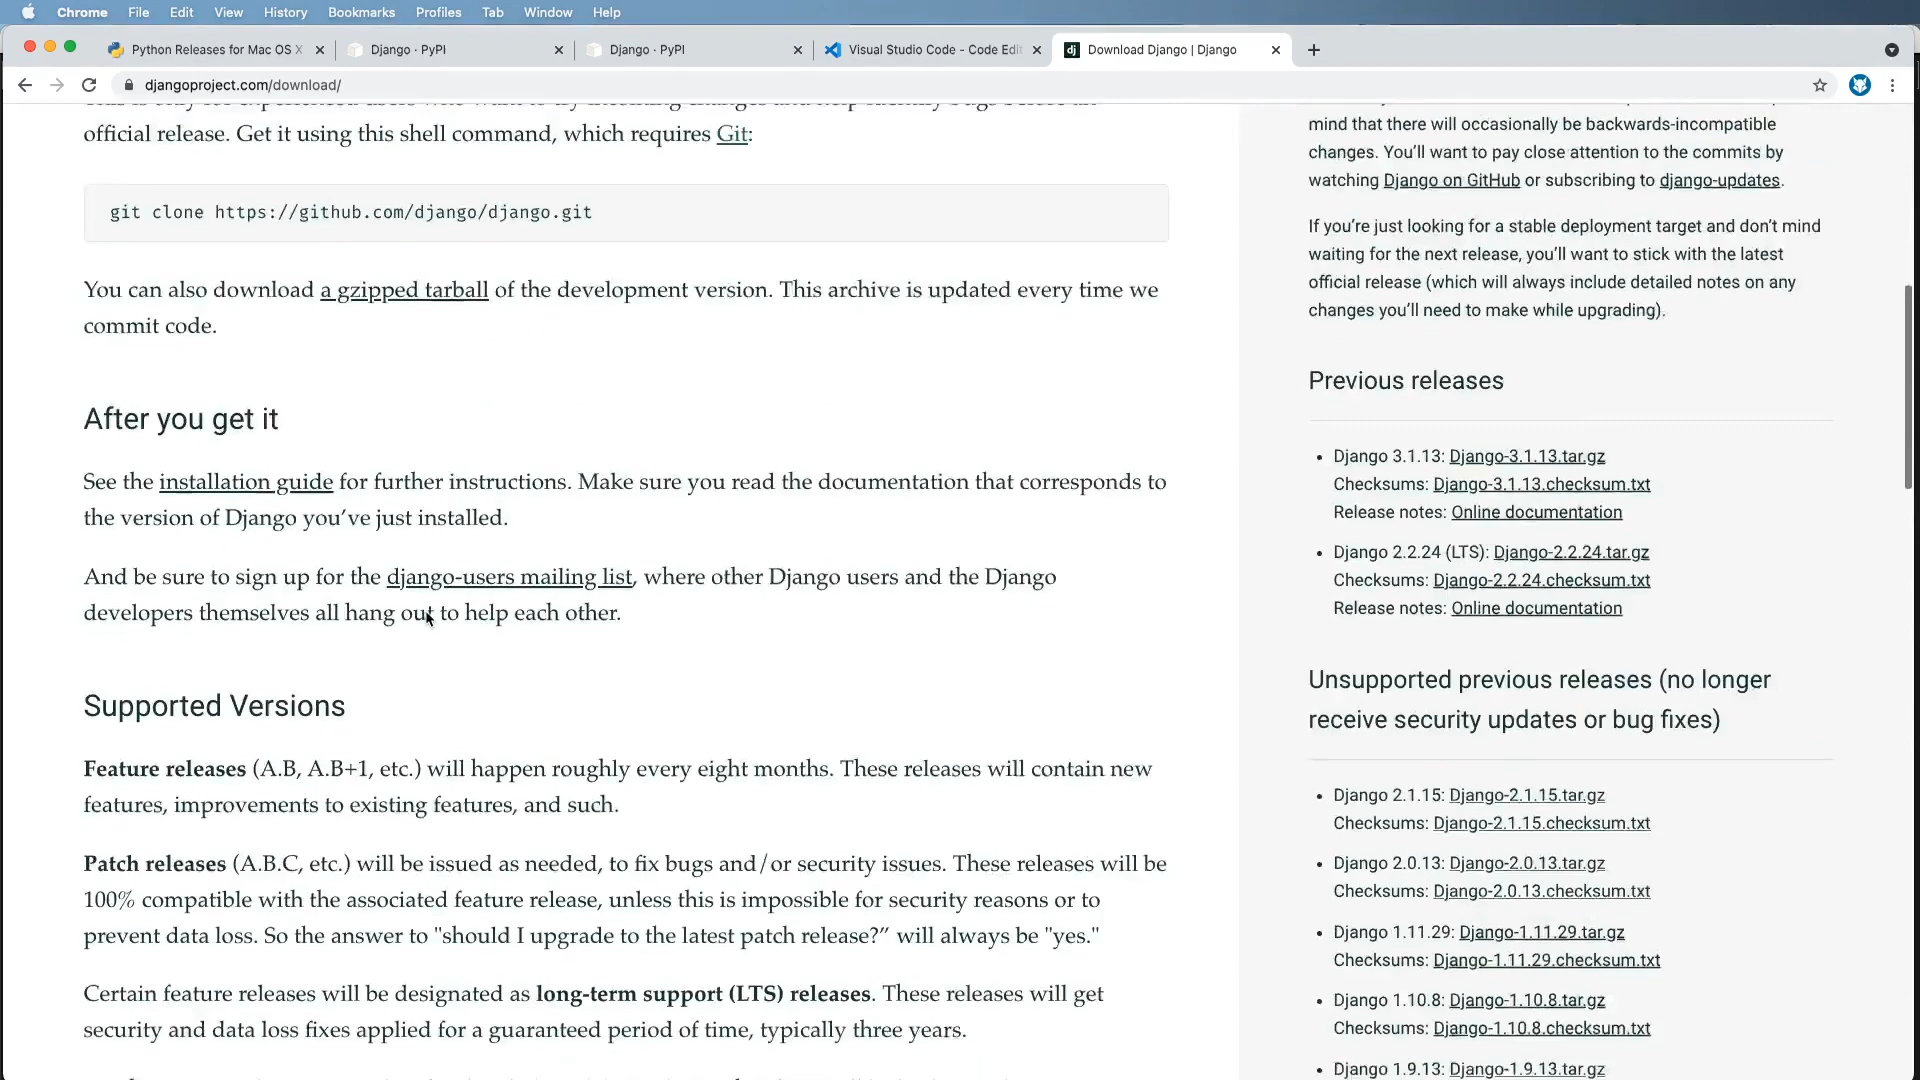 Chrome File Edit View History Bookmarks Profiles Tab Window Help
Python Releases for Mac OS X
Django · PyPI
Django · PyPI
Visual Studio Code - Code Edit
Download Django | Django
djangoproject.com/download/
official release. Get it using this shell command, which requires Git:
git clone https://github.com/django/django.git
You can also download a gzipped tarball of the development version. This archive is updated every time we
commit code.
After you get it
See the installation guide for further instructions. Make sure you read the documentation that corresponds to
the version of Django you’ve just installed.
And be sure to sign up for the django-users mailing list, where other Django users and the Django
developers themselves all hang out to help each other.
Supported Versions
Feature releases (A.B, A.B+1, etc.) will happen roughly every eight months. These releases will contain new
features, improvements to existing features, and such.
Patch releases (A.B.C, etc.) will be issued as needed, to fix bugs and/or security issues. These releases will be
100% compatible with the associated feature release, unless this is impossible for security reasons or to
prevent data loss. So the answer to "should I upgrade to the latest patch release?” will always be "yes."
Certain feature releases will be designated as long-term support (LTS) releases. These releases will get
security and data loss fixes applied for a guaranteed period of time, typically three years.
mind that there will occasionally be backwards-incompatible
changes. You’ll want to pay close attention to the commits by
watching Django on GitHub or subscribing to django-updates.
If you’re just looking for a stable deployment target and don’t mind
waiting for the next release, you’ll want to stick with the latest
official release (which will always include detailed notes on any
changes you’ll need to make while upgrading).
Previous releases
Django 3.1.13: Django-3.1.13.tar.gz
Checksums: Django-3.1.13.checksum.txt
Release notes: Online documentation
Django 2.2.24 (LTS): Django-2.2.24.tar.gz
Checksums: Django-2.2.24.checksum.txt
Release notes: Online documentation
Unsupported previous releases (no longer
receive security updates or bug fixes)
Django 2.1.15: Django-2.1.15.tar.gz
Checksums: Django-2.1.15.checksum.txt
Django 2.0.13: Django-2.0.13.tar.gz
Checksums: Django-2.0.13.checksum.txt
Django 1.11.29: Django-1.11.29.tar.gz
Checksums: Django-1.11.29.checksum.txt
Django 1.10.8: Django-1.10.8.tar.gz
Checksums: Django-1.10.8.checksum.txt
Django 1.9.13: Django-1.9.13.tar.gz